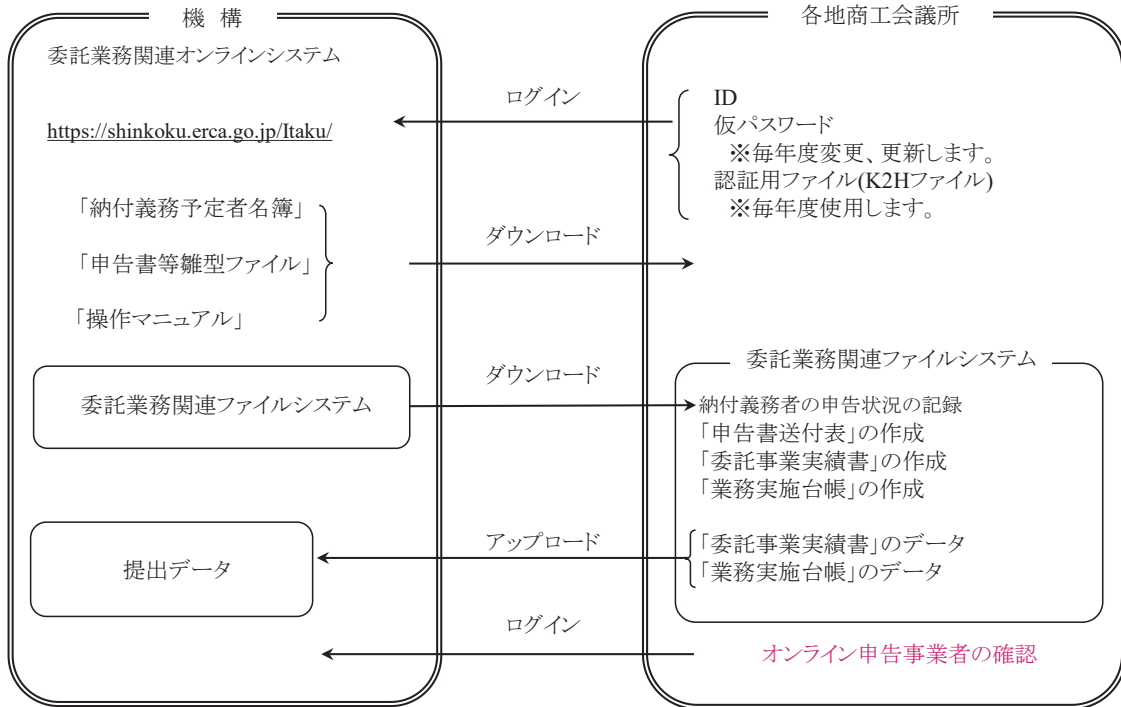 機 構
各地商工会議所
委託業務関連オンラインシステム
ログイン
ID
https://shinkoku.erca.go.jp/Itaku/
仮パスワード
※毎年度変更、更新します。
認証用ファイル(K2Hファイル)
※毎年度使用します。
「納付義務予定者名簿」
「申告書等雛型ファイル」
「操作マニュアル」
ダウンロード
委託業務関連ファイルシステム
ダウンロード
委託業務関連ファイルシステム
納付義務者の申告状況の記録
「申告書送付表」の作成
「委託事業実績書」の作成
「業務実施台帳」の作成
提出データ
アップロード
「委託事業実績書」のデータ
「業務実施台帳」のデータ
ログイン
オンライン申告事業者の確認